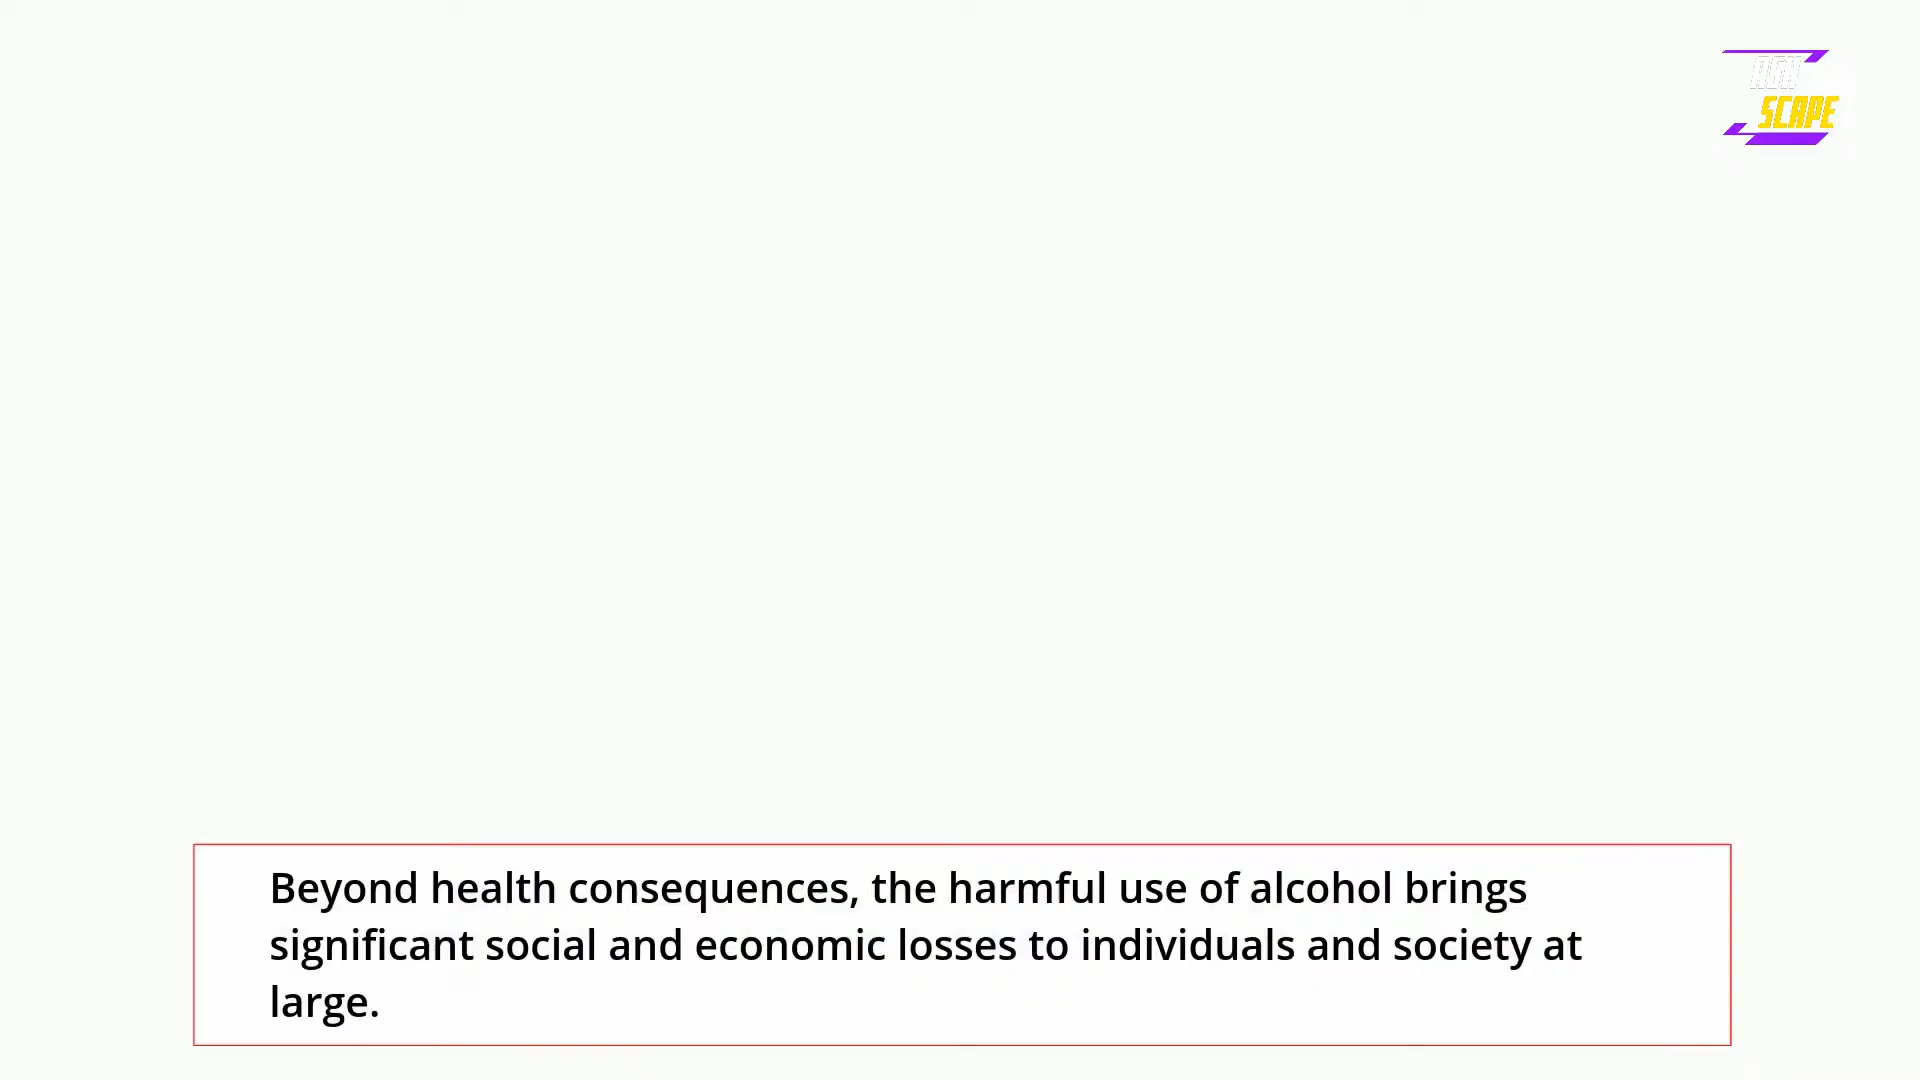 SCAPE
Beyond health consequences, the harmful use of alcohol brings
significant social and economic losses to individuals and society at
large.